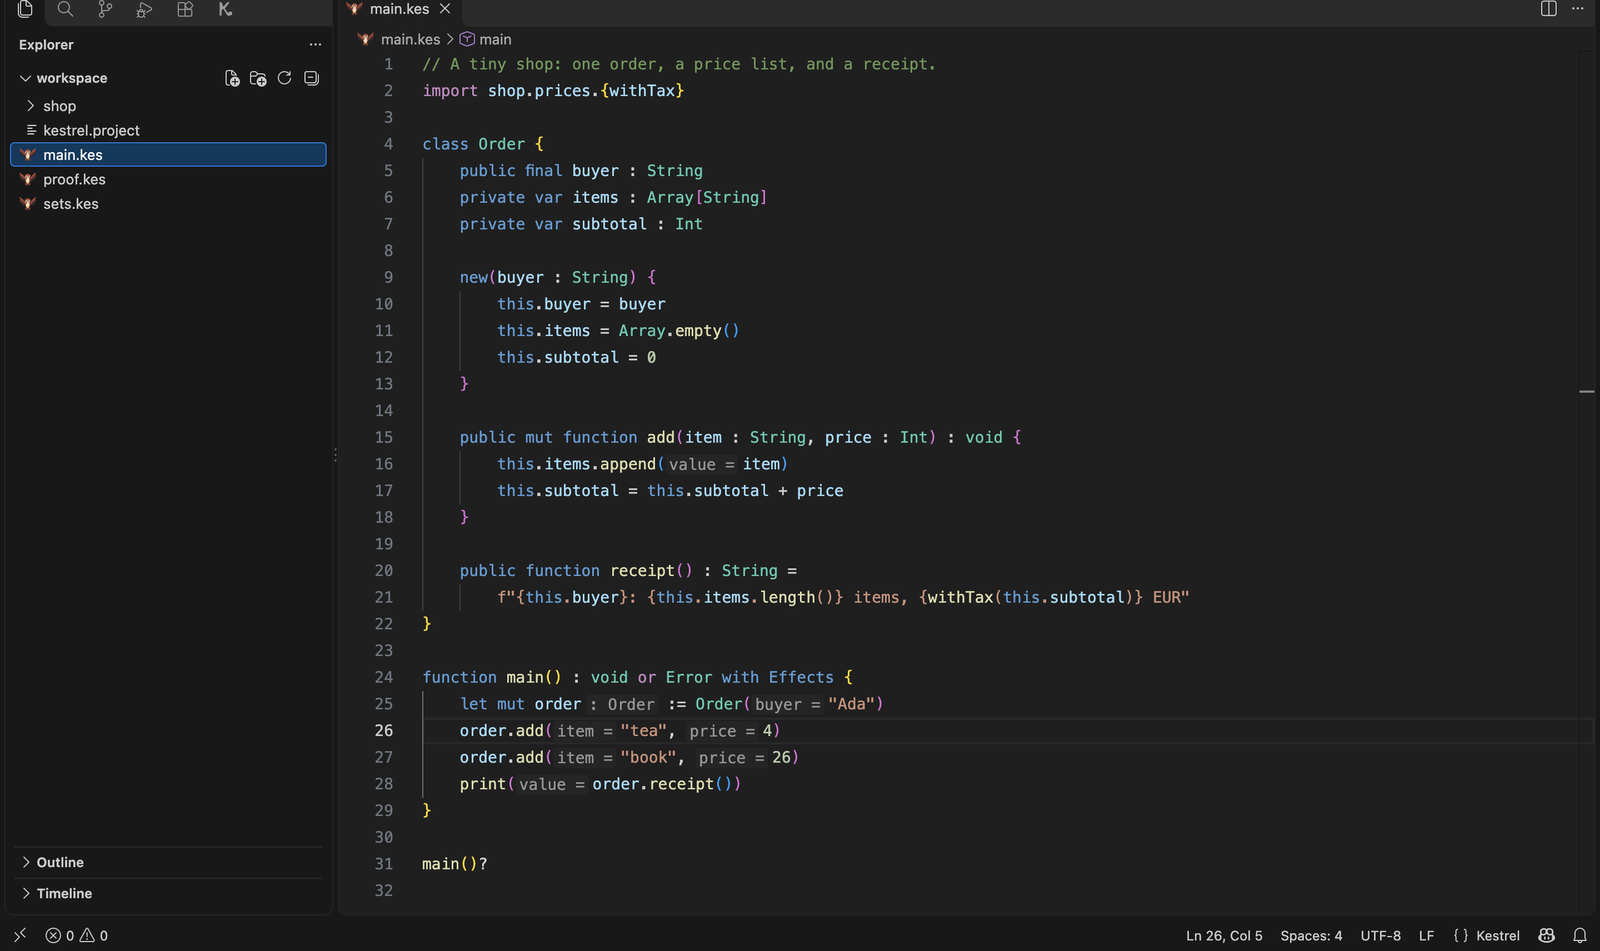 main.kes
Explorer
main.kes > main
workspace
shop
kestrel.project
main.kes
proof.kes
sets.kes
Outline
Timeline
1 // A tiny shop: one order, a price list, and a receipt.
2 import shop.prices.{withTax}
3
4 class Order {
5 public final buyer : String
6 private var items : Array[String]
7 private var subtotal : Int
8
9 new(buyer : String) {
10 this.buyer = buyer
11 this.items = Array.empty()
12 this.subtotal = 0
13 }
14
15 public mut function add(item : String, price : Int) : void {
16 this.items.append(value = item)
17 this.subtotal = this.subtotal + price
18 }
19
20 public function receipt() : String =
21 f"{this.buyer}: {this.items.length()} items, {withTax(this.subtotal)} EUR"
22 }
23
24 function main() : void or Error with Effects {
25 let mut order : Order := Order(buyer = "Ada")
26 order.add(item = "tea", price = 4)
27 order.add(item = "book", price = 26)
28 print(value = order.receipt())
29 }
30
31 main()?
32
0 0
Ln 26, Col 5 Spaces: 4 UTF-8 LF {} Kestrel